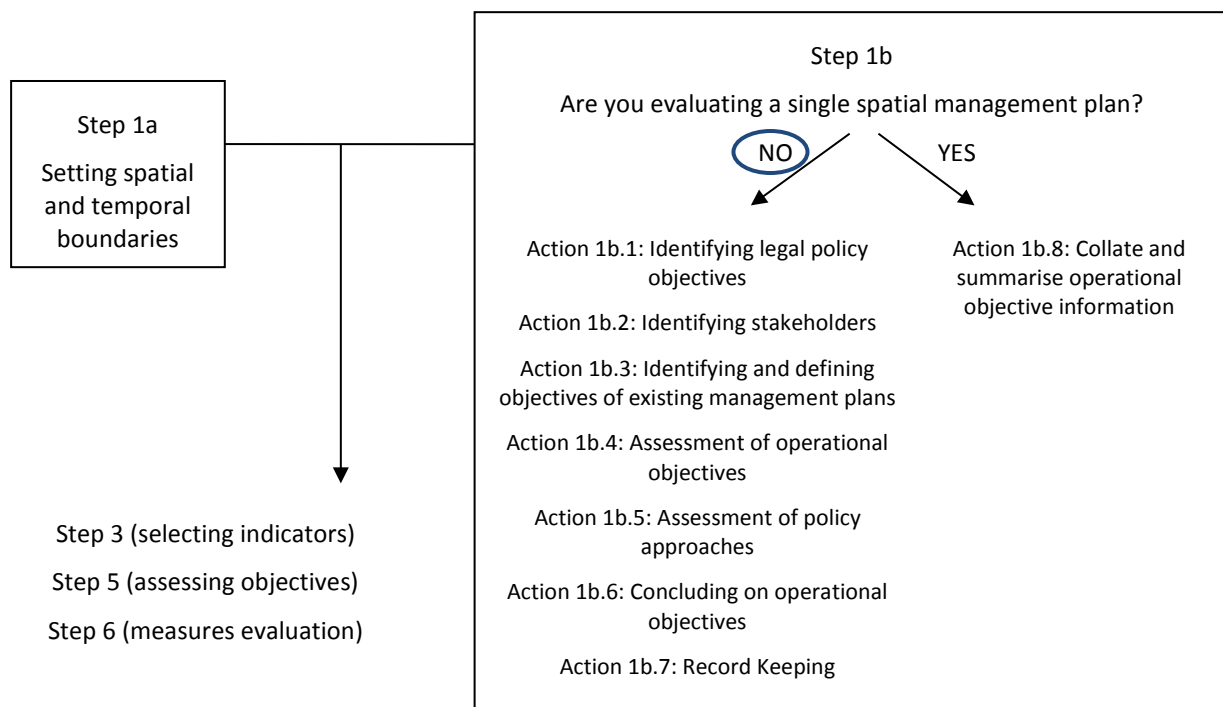 Step 1a
Setting spatial
and temporal
boundaries
Step 1b
Are you evaluating a single spatial management plan?
NO
YES
Action 1b.1: Identifying legal policy
objectives
Action 1b.2: Identifying stakeholders
Action 1b.3: Identifying and defining
objectives of existing management plans
Action 1b.4: Assessment of operational
objectives
Action 1b.5: Assessment of policy
approaches
Action 1b.6: Concluding on operational
objectives
Action 1b.7: Record Keeping
Action 1b.8: Collate and
summarise operational
objective information
Step 3 (selecting indicators)
Step 5 (assessing objectives)
Step 6 (measures evaluation)